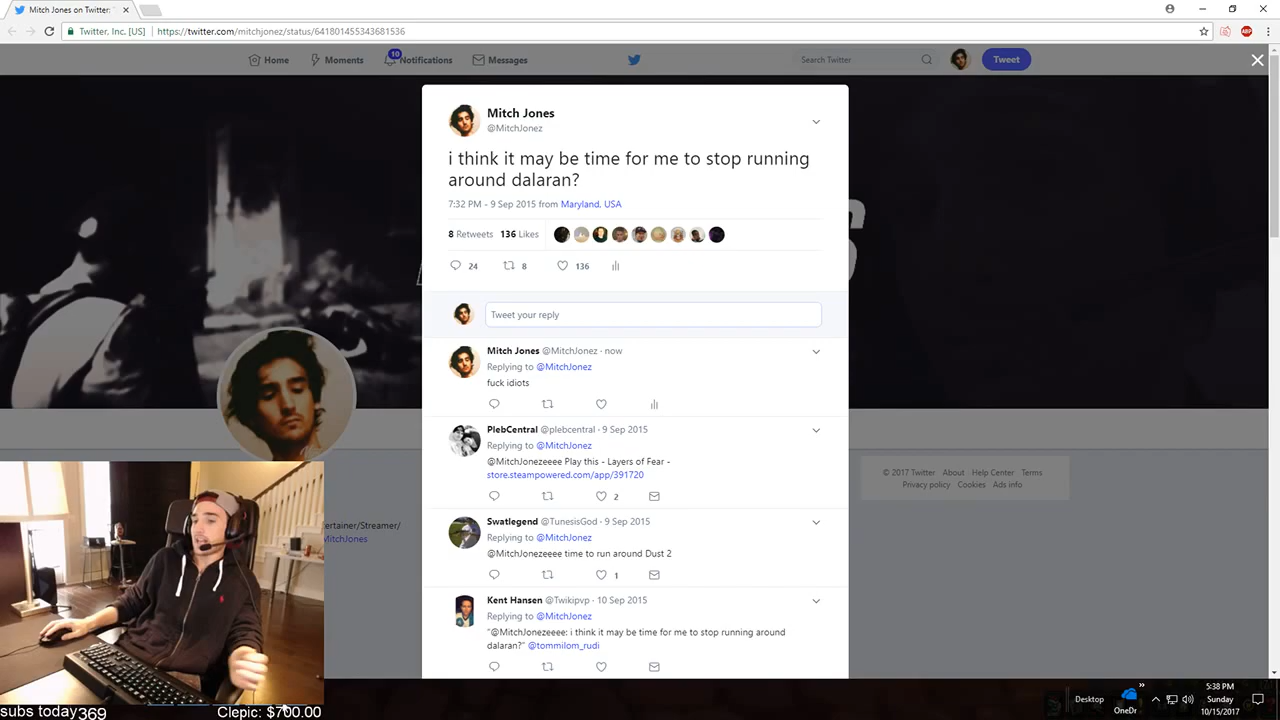 Mitch Jones on Twitter:
Twitter, Inc. [US]
https://twitter.com/mitchjonez/status/641801455343681536
ABP
Home
Moments
10
Notifications
Messages
Search Twitter
Tweet
Mitch Jones
@MitchJonez
i think it may be time for me to stop running
around dalaran?
7:32 PM - 9 Sep 2015 from Maryland, USA
8 Retweets 136 Likes
24 8 136
Tweet your reply
Mitch Jones @MitchJonez · now
Replying to @MitchJonez
fuck idiots
PlebCentral @plebcentral · 9 Sep 2015
Replying to @MitchJonez
@MitchJonezeeee Play this - Layers of Fear -
store.steampowered.com/app/391720
2
Swatlegend @TunesisGod · 9 Sep 2015
Replying to @MitchJonez
@MitchJonezeeee time to run around Dust 2
1
Kent Hansen @Twikipvp · 10 Sep 2015
Replying to @MitchJonez
"@MitchJonezeeee: i think it may be time for me to stop running around
dalaran?" @tommilom_rudi
© 2017 Twitter About Help Center Terms
Privacy policy Cookies Ads info
ertainer/Streamer/
MitchJones
subs today369
Clepic: $700.00
Desktop
OneDr
5:38 PM
Sunday
10/15/2017